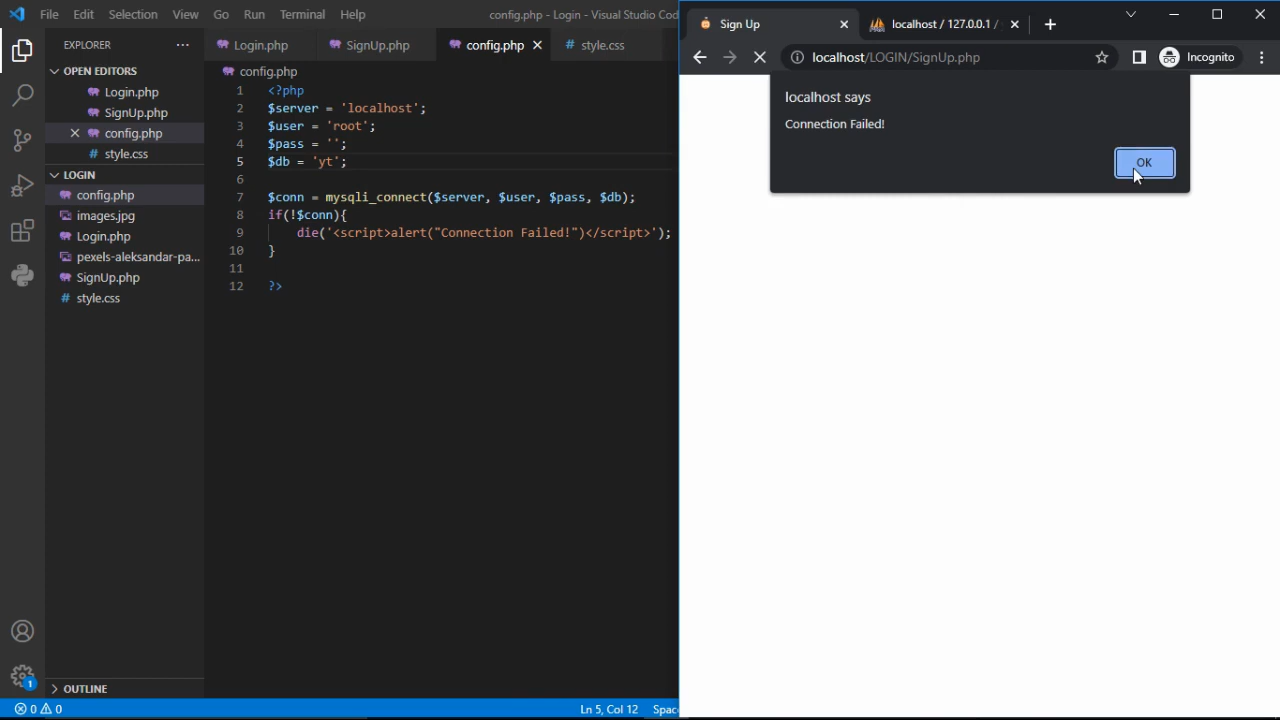 File Edit Selection View Go Run Terminal Help
config.php - Login - Visual Studio Cod
EXPLORER
OPEN EDITORS
Login.php
SignUp.php
config.php
style.css
LOGIN
config.php
images.jpg
Login.php
pexels-aleksandar-pa...
SignUp.php
style.css
OUTLINE
1
0 0
Login.php SignUp.php config.php style.css
config.php
1 <?php
2 $server = 'localhost';
3 $user = 'root';
4 $pass = '';
5 $db = 'yt';
6
7 $conn = mysqli_connect($server, $user, $pass, $db);
8 if(!$conn){
9 die('<script>alert("Connection Failed!")</script>');
10 }
11
12 ?>
Ln 5, Col 12 Space
Sign Up localhost / 127.0.0.1 /
localhost/LOGIN/SignUp.php Incognito
localhost says
Connection Failed!
OK